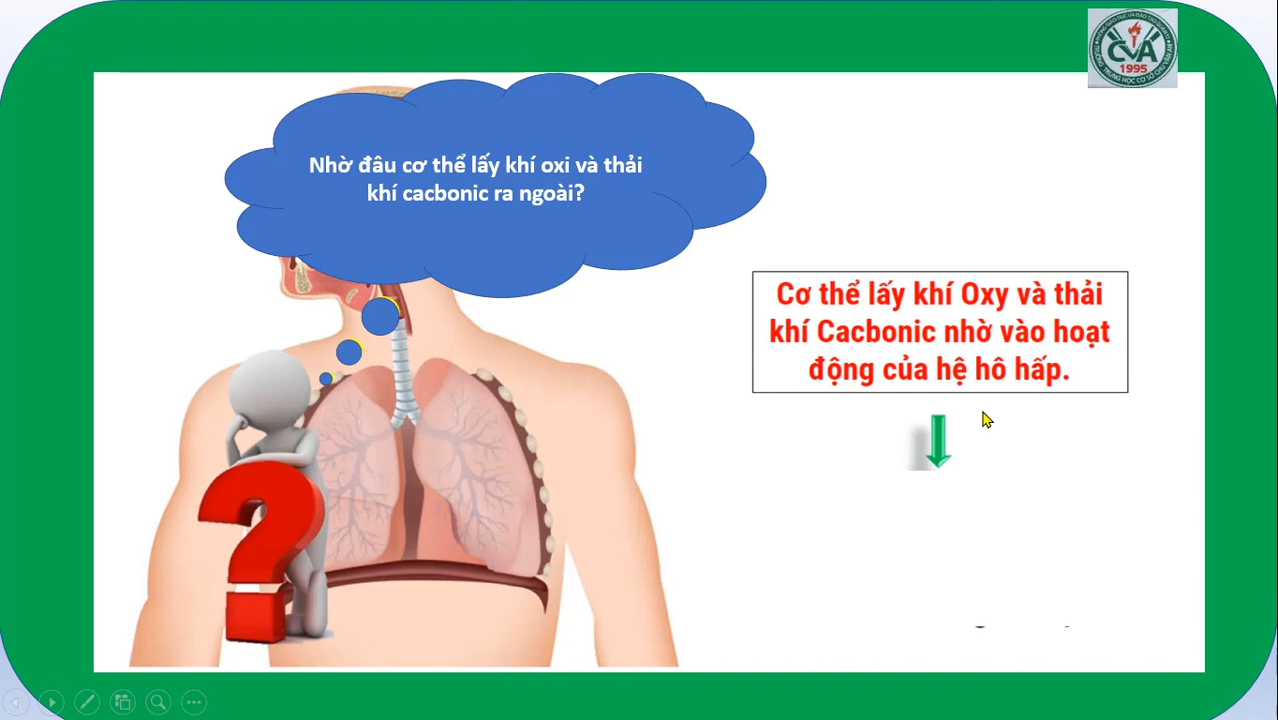 CVA
1995
Nhờ đâu cơ thể lấy khí oxi và thải
khí cacbonic ra ngoài?
Cơ thể lấy khí Oxy và thải
khí Cacbonic nhờ vào hoạt
động của hệ hô hấp.